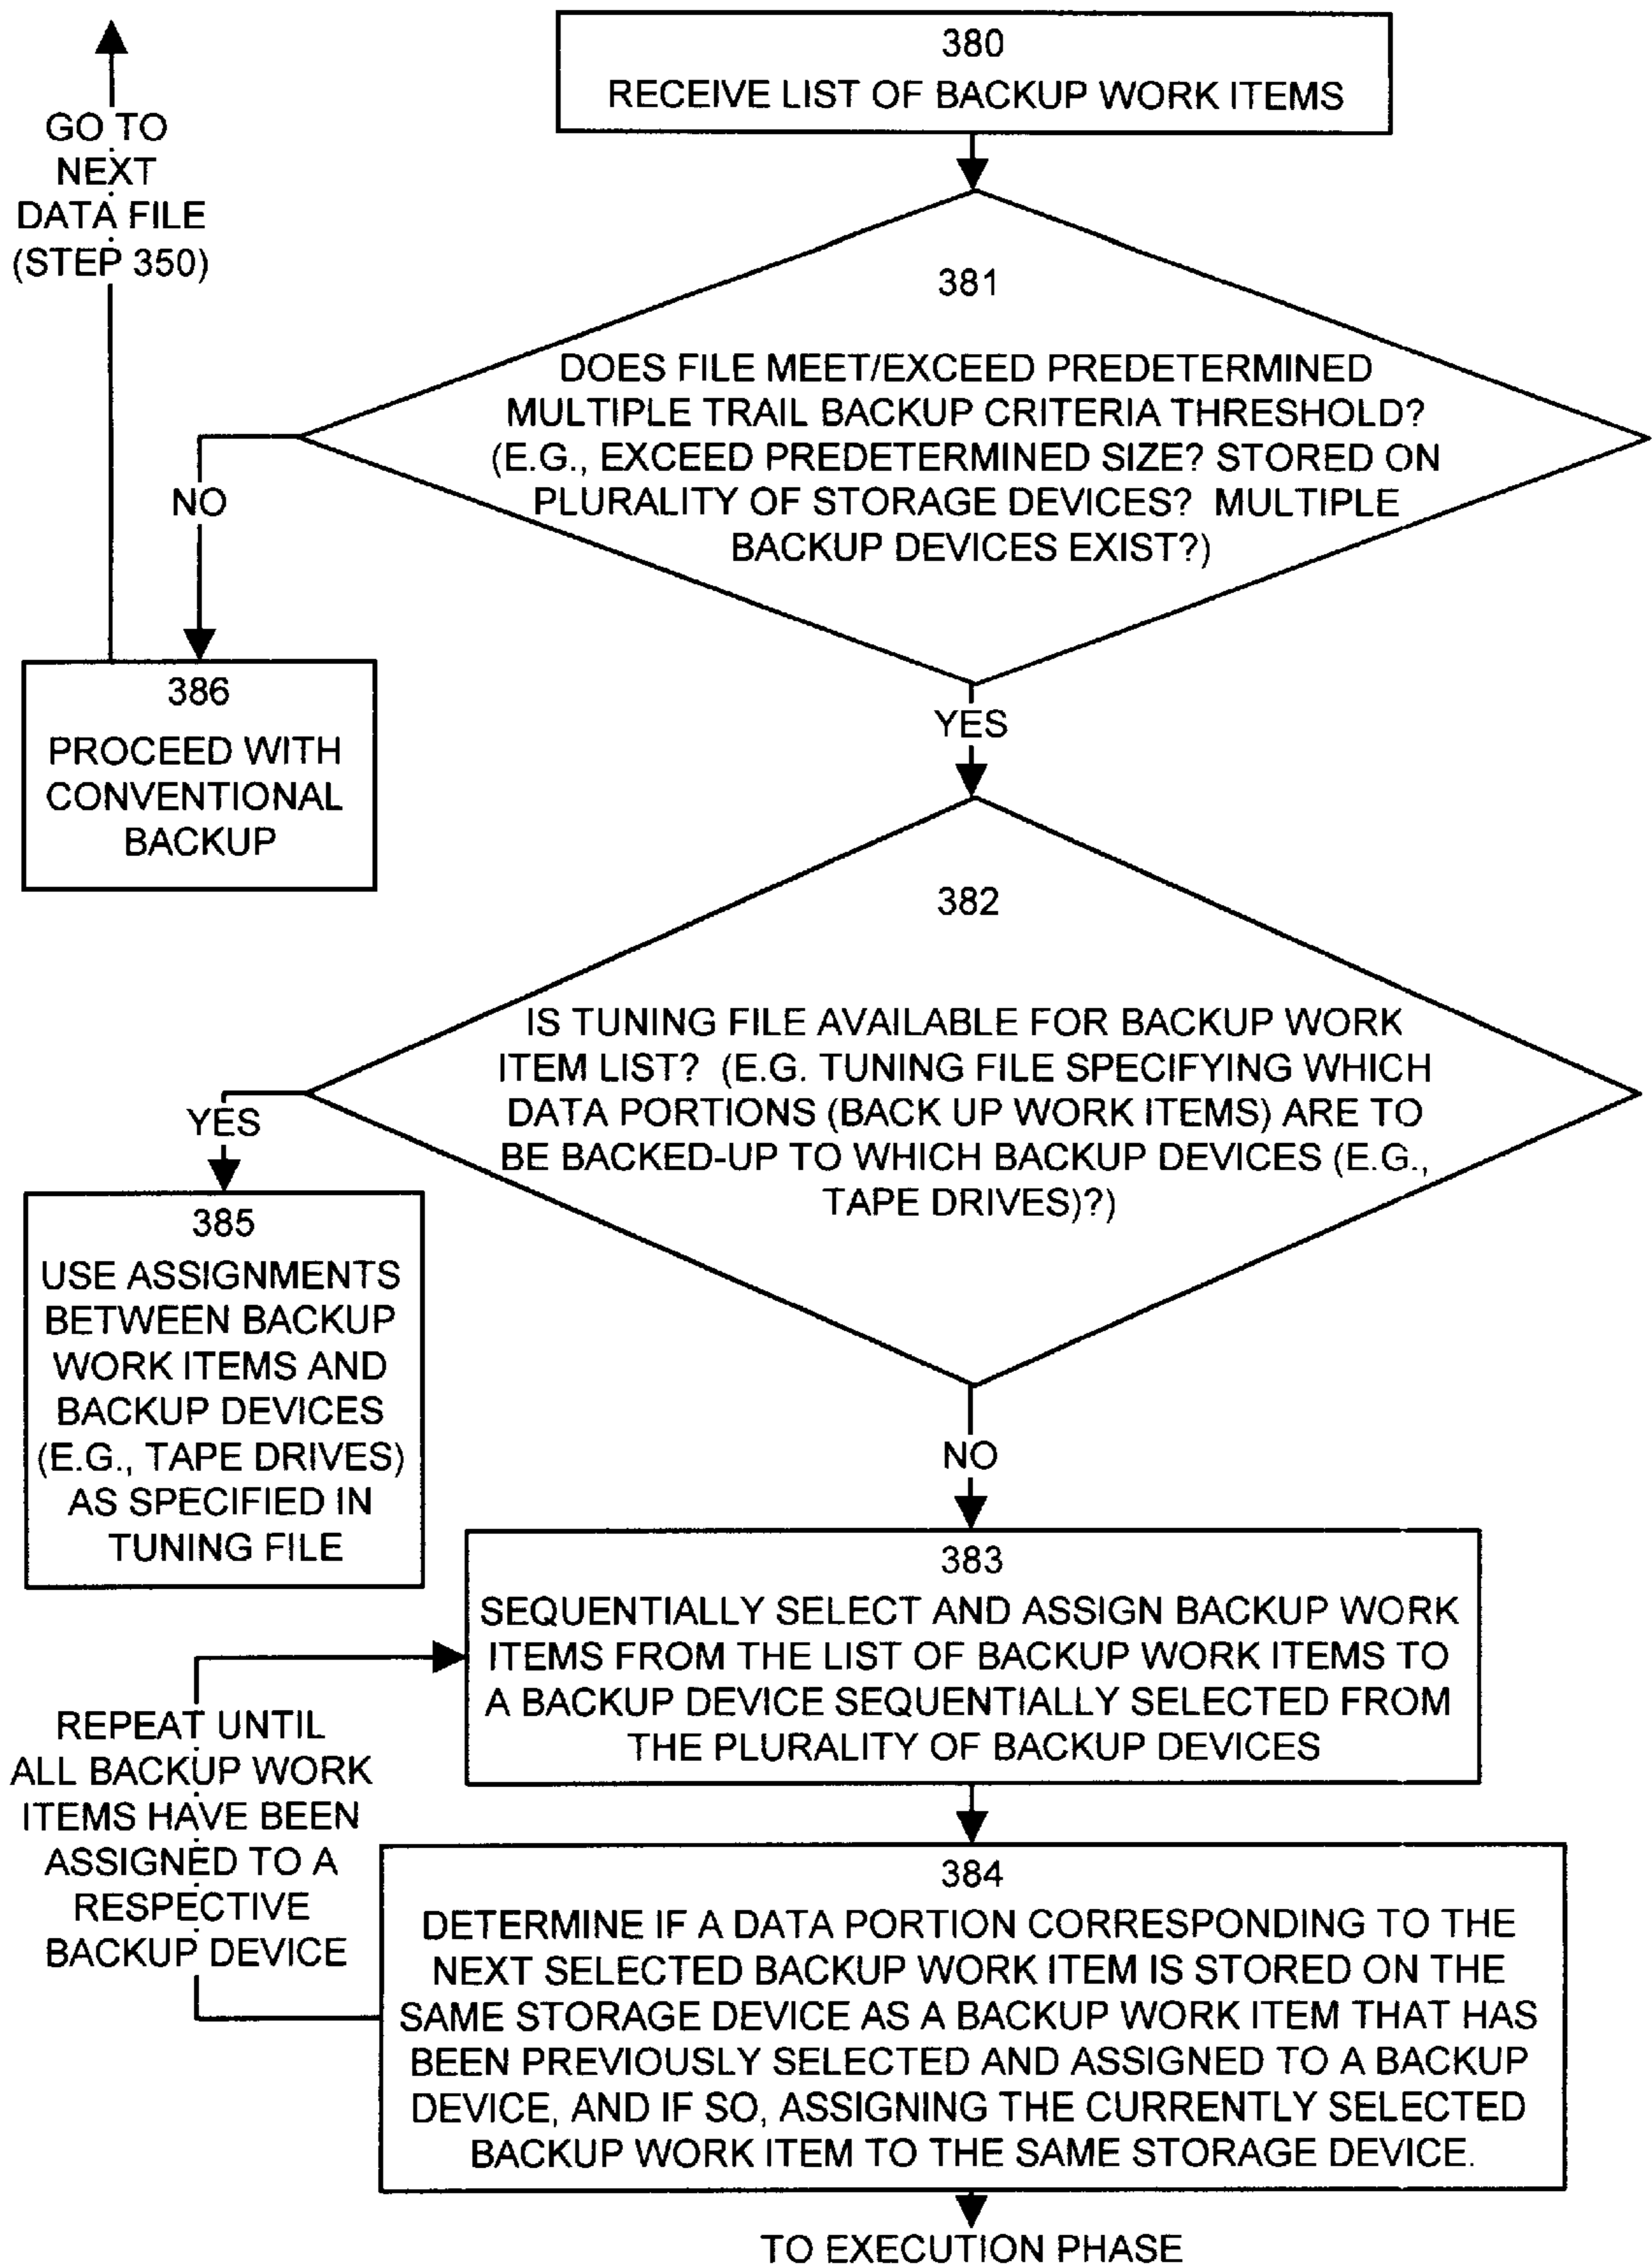 380
RECEIVE LIST OF BACKUP WORK ITEMS
GO TO
NEXT
DATA FILE
(STEP 350)
381
DOES FILE MEET/EXCEED PREDETERMINED
MULTIPLE TRAIL BACKUP CRITERIA THRESHOLD?
(E.G., EXCEED PREDETERMINED SIZE? STORED ON
PLURALITY OF STORAGE DEVICES? MULTIPLE
BACKUP DEVICES EXIST?)
NO
386
PROCEED WITH
CONVENTIONAL
BACKUP
YES
382
IS TUNING FILE AVAILABLE FOR BACKUP WORK
ITEM LIST? (E.G. TUNING FILE SPECIFYING WHICH
DATA PORTIONS (BACK UP WORK ITEMS) ARE TO
BE BACKED-UP TO WHICH BACKUP DEVICES (E.G.,
TAPE DRIVES)?)
YES
385
USE ASSIGNMENTS
BETWEEN BACKUP
WORK ITEMS AND
BACKUP DEVICES
(E.G., TAPE DRIVES)
AS SPECIFIED IN
TUNING FILE
NO
383
SEQUENTIALLY SELECT AND ASSIGN BACKUP WORK
ITEMS FROM THE LIST OF BACKUP WORK ITEMS TO
A BACKUP DEVICE SEQUENTIALLY SELECTED FROM
THE PLURALITY OF BACKUP DEVICES
REPEAT UNTIL
ALL BACKUP WORK
ITEMS HAVE BEEN
ASSIGNED TO A
RESPECTIVE
BACKUP DEVICE
384
DETERMINE IF A DATA PORTION CORRESPONDING TO THE
NEXT SELECTED BACKUP WORK ITEM IS STORED ON THE
SAME STORAGE DEVICE AS A BACKUP WORK ITEM THAT HAS
BEEN PREVIOUSLY SELECTED AND ASSIGNED TO A BACKUP
DEVICE, AND IF SO, ASSIGNING THE CURRENTLY SELECTED
BACKUP WORK ITEM TO THE SAME STORAGE DEVICE.
TO EXECUTION PHASE